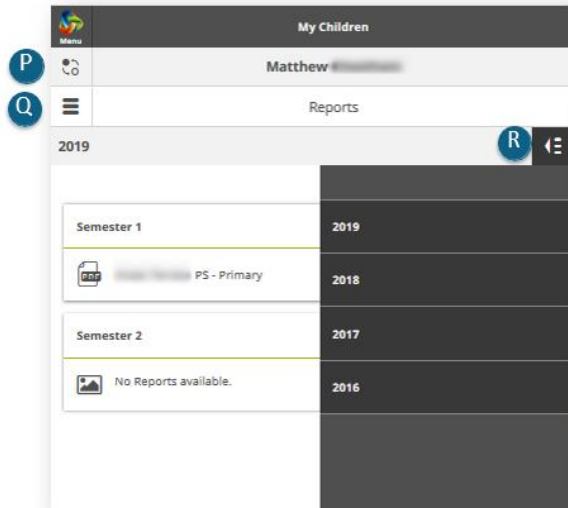 Menu
My Children
P
Matthew
Q
Reports
2019
R
Semester 1
PDF
PS - Primary
Semester 2
No Reports available.
2019
2018
2017
2016